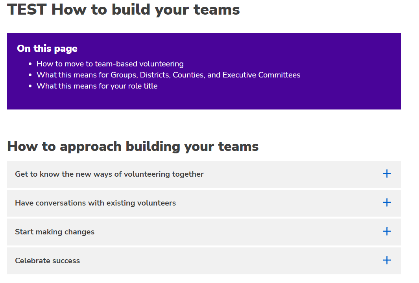 TEST How to build your teams
On this page
How to move to team-based volunteering
What this means for Groups, Districts, Counties, and Executive Committees
What this means for your role title
How to approach building your teams
Get to know the new ways of volunteering together
Have conversations with existing volunteers
Start making changes
Celebrate success